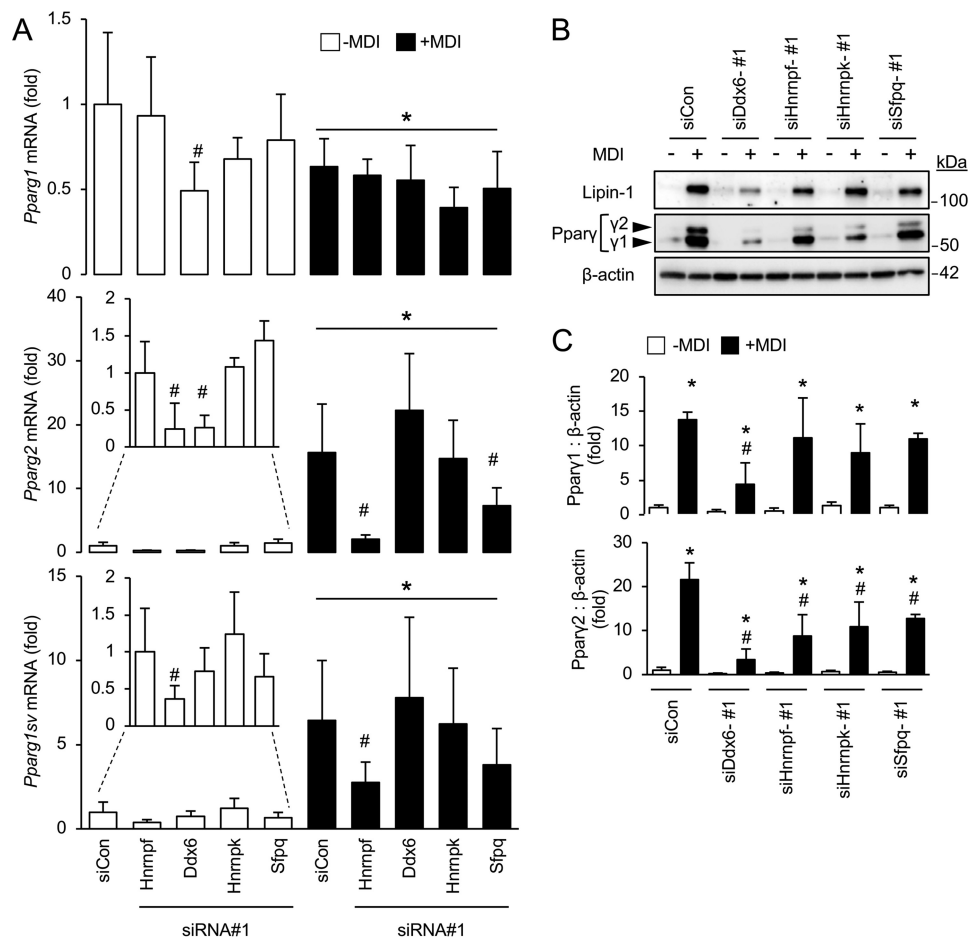 A
-MDI
+MDI
Pparg1 mRNA (fold)
1.5
1
0.5
0
#
*
Pparg2 mRNA (fold)
40
30
20
10
0
2
1.5
1
0.5
0
# #
*
#
#
Pparg1sv mRNA (fold)
15
10
5
0
2
1.5
1
0.5
0
#
*
#
siCon
Hnrnpf
Ddx6
Hnrnpk
Sfpq
siCon
Hnrnpf
Ddx6
Hnrnpk
Sfpq
siRNA#1
siRNA#1
B
siCon
siDdx6- #1
siHnrnpf- #1
siHnrnpk- #1
siSfpq- #1
MDI - + - + - + - + - + kDa
Lipin-1
-100
Pparγ
γ2
γ1
-50
β-actin
-42
C
-MDI
+MDI
Pparγ1 : β-actin
(fold)
20
15
10
5
0
*
*
#
*
*
*
Pparγ2 : β-actin
(fold)
30
20
10
0
*
*
#
*
#
*
#
*
#
siCon
siDdx6- #1
siHnrnpf- #1
siHnrnpk- #1
siSfpq- #1